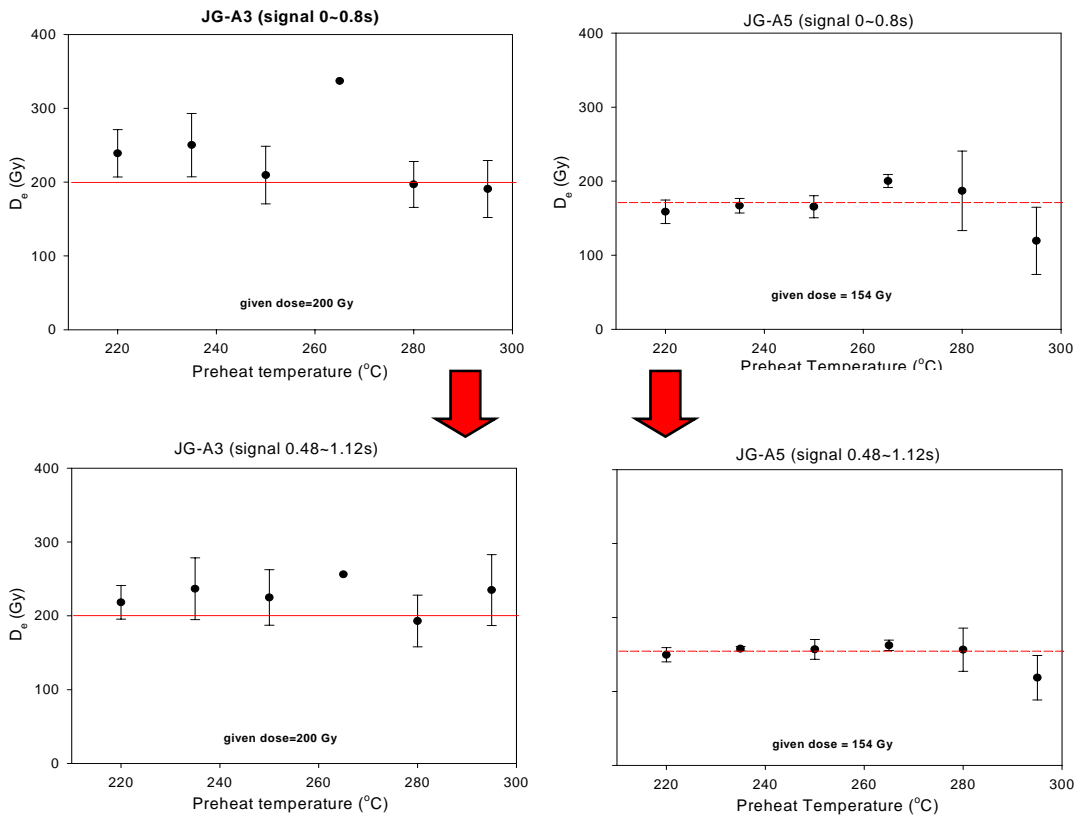 JG-A3 (signal 0~0.8s)
400
300
200
100
0
De (Gy)
given dose=200 Gy
220 240 260 280 300
Preheat temperature (oC)
JG-A5 (signal 0~0.8s)
400
300
200
100
0
De (Gy)
given dose = 154 Gy
220 240 260 280 300
Preheat Temperature (oC)
JG-A3 (signal 0.48~1.12s)
400
300
200
100
0
De (Gy)
given dose=200 Gy
220 240 260 280 300
Preheat temperature (oC)
JG-A5 (signal 0.48~1.12s)
given dose = 154 Gy
220 240 260 280 300
Preheat Temperature (oC)